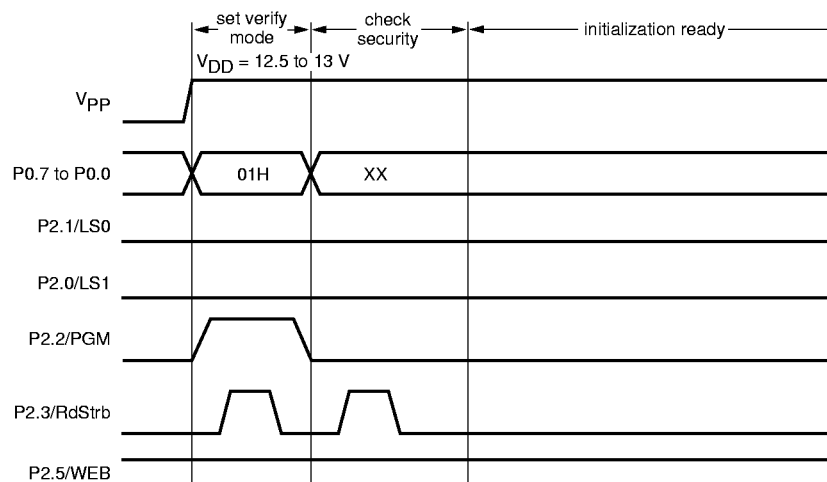 set verify
mode
check
security
initialization ready
VDD = 12.5 to 13 V
VPP
P0.7 to P0.0
01H
XX
P2.1/LS0
P2.0/LS1
P2.2/PGM
P2.3/RdStrb
P2.5/WEB